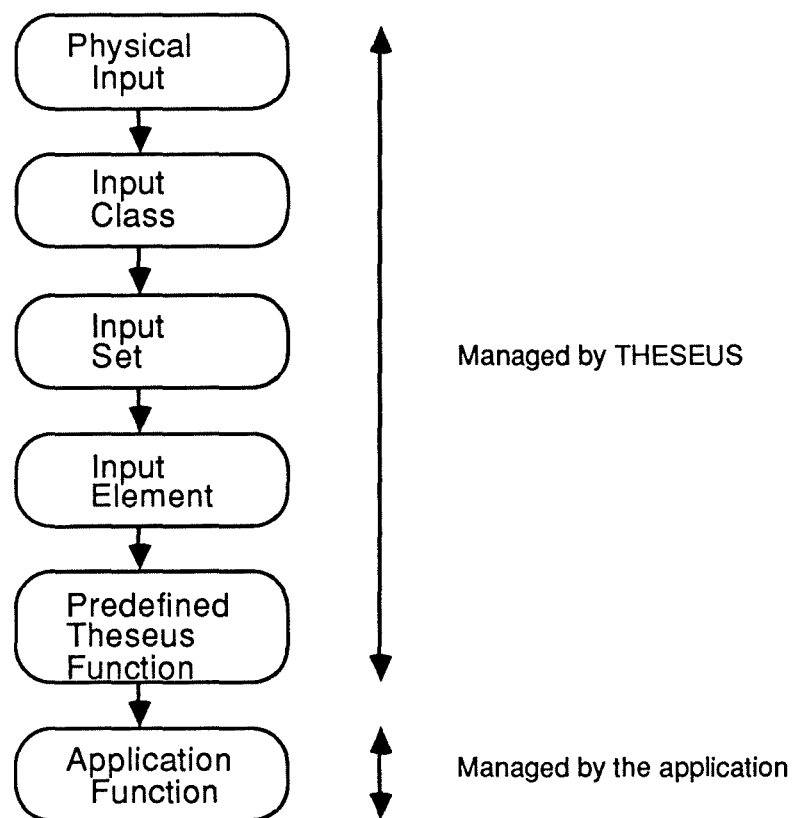 Physical
Input
Input
Class
Input
Set
Managed by THESEUS
Input
Element
Predefined
Theseus
Function
Application
Function
Managed by the application